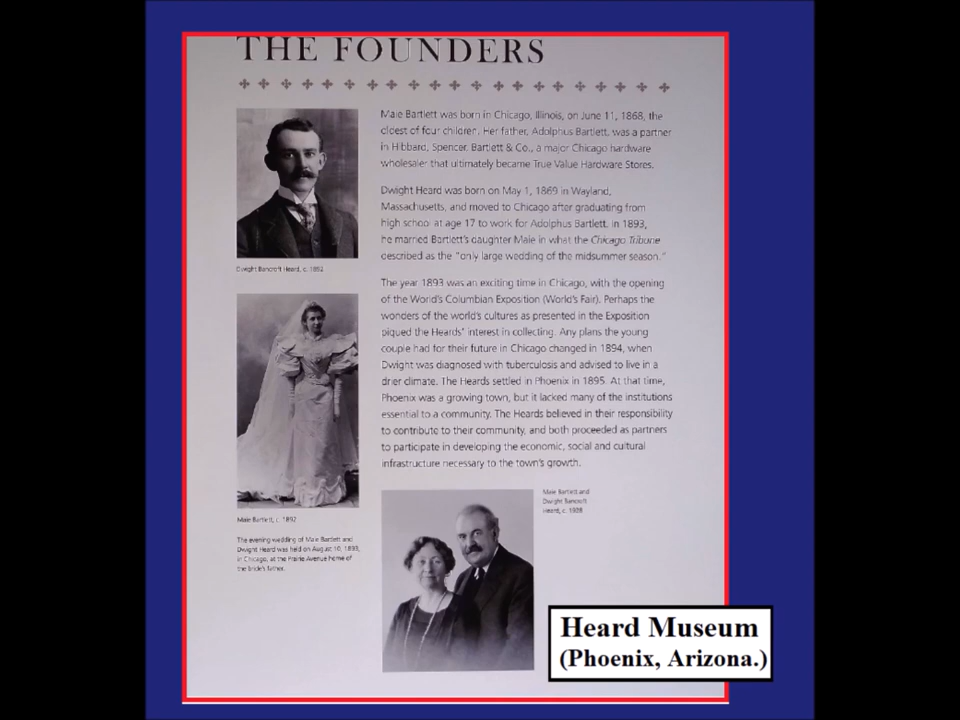 THE FOUNDERS
Maie Bartlett was born in Chicago, Illinois, on June 11, 1868, the
oldest of four children. Her father, Adolphus Bartlett, was a partner
in Hibbard, Spencer, Bartlett & Co., a major Chicago hardware
wholesaler that ultimately became True Value Hardware Stores.
Dwight Heard was born on May 1, 1869 in Wayland,
Massachusetts, and moved to Chicago after graduating from
high school at age 17 to work for Adolphus Bartlett. In 1893,
he married Bartlett's daughter Maie in what the Chicago Tribune
described as the "only large wedding of the midsummer season."
Dwight Bancroft Heard, c. 1892
The year 1893 was an exciting time in Chicago, with the opening
of the World's Columbian Exposition (World's Fair). Perhaps the
wonders of the world's cultures as presented in the Exposition
piqued the Heards' interest in collecting. Any plans the young
couple had for their future in Chicago changed in 1894, when
Dwight was diagnosed with tuberculosis and advised to live in a
drier climate. The Heards settled in Phoenix in 1895. At that time,
Phoenix was a growing town, but it lacked many of the institutions
essential to a community. The Heards believed in their responsibility
to contribute to their community, and both proceeded as partners
to participate in developing the economic, social and cultural
infrastructure necessary to the town's growth.
Maie Bartlett, c. 1892
The evening wedding of Maie Bartlett and
Dwight Heard was held on August 10, 1893,
in Chicago, at the Prairie Avenue home of
the bride's father.
Maie Bartlett and
Dwight Bancroft
Heard, c. 1928
Heard Museum
(Phoenix, Arizona.)